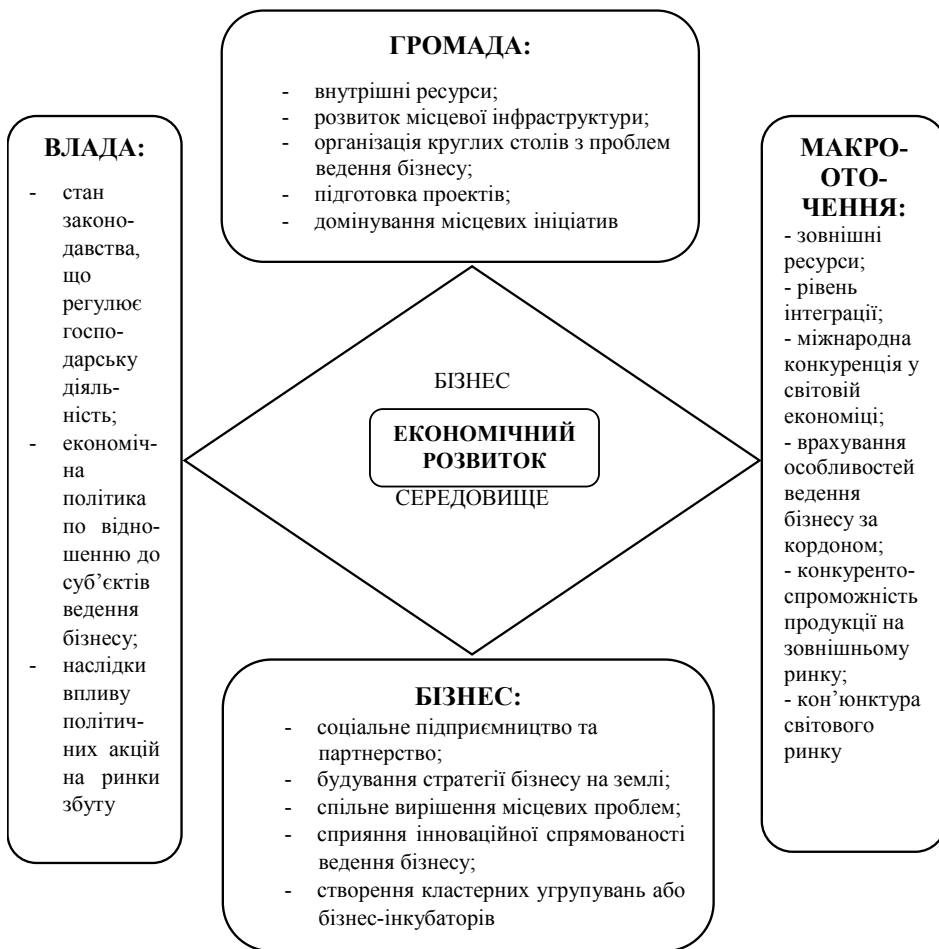 ГРОМАДА:
- внутрішні ресурси;
- розвиток місцевої інфраструктури;
- організація круглих столів з проблем
ведення бізнесу;
- підготовка проектів;
- домінування місцевих ініціатив
ВЛАДА:
- стан
законо-
давства,
що
регулює
госпо-
дарську
діяль-
ність;
- економіч-
на
політика
по відно-
шенню до
суб’єктів
ведення
бізнесу;
- наслідки
впливу
політич-
них акцій
на ринки
збуту
БІЗНЕС
ЕКОНОМІЧНИЙ
РОЗВИТОК
СЕРЕДОВИЩЕ
МАКРО-
ОТО-
ЧЕННЯ:
- зовнішні
ресурси;
- рівень
інтеграції;
- міжнародна
конкуренція у
світовій
економіці;
- врахування
особливостей
ведення
бізнесу за
кордоном;
- конкуренто-
спроможність
продукції на
зовнішньому
ринку;
- кон’юнктура
світового
ринку
БІЗНЕС:
- соціальне підприємництво та
партнерство;
- будування стратегії бізнесу на землі;
- спільне вирішення місцевих проблем;
- сприяння інноваційної спрямованості
ведення бізнесу;
- створення кластерних угрупувань або
бізнес-інкубаторів